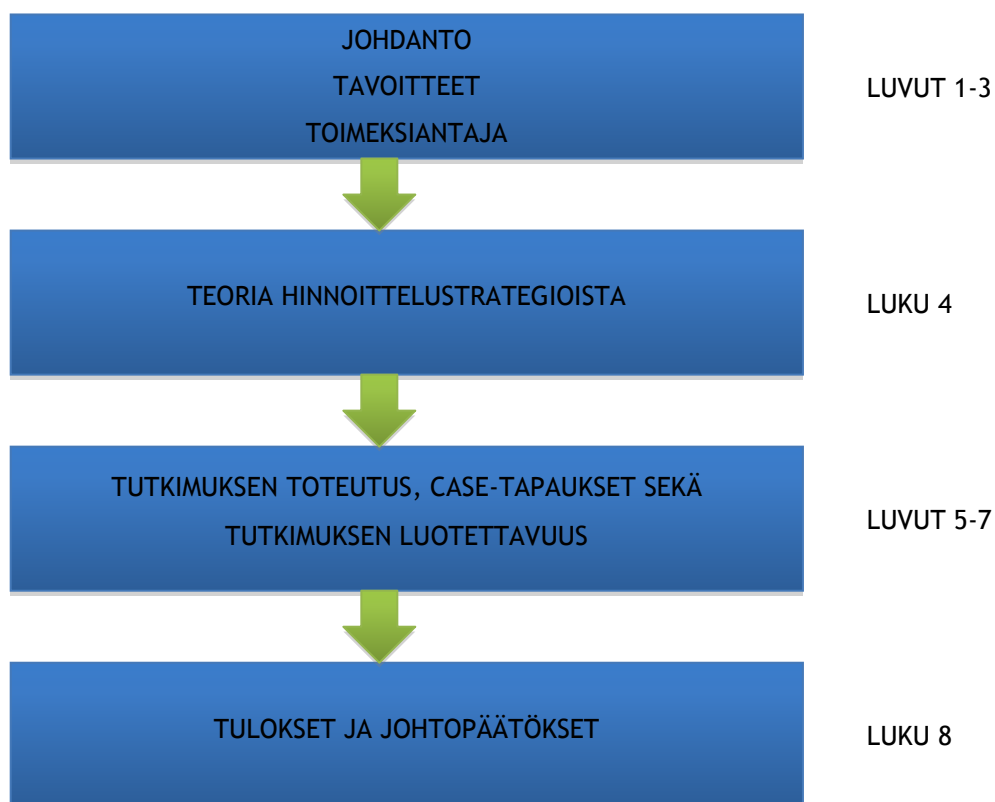 JOHDANTO
TAVOITTEET
TOIMEKSIANTAJA
LUVUT 1-3
TEORIA HINNOITTELUSTRATEGIOISTA
LUKU 4
TUTKIMUKSEN TOTEUTUS, CASE-TAPAUKSET SEKÄ
TUTKIMUKSEN LUOTETTAVUUS
LUVUT 5-7
TULOKSET JA JOHTOPÄÄTÖKSET
LUKU 8